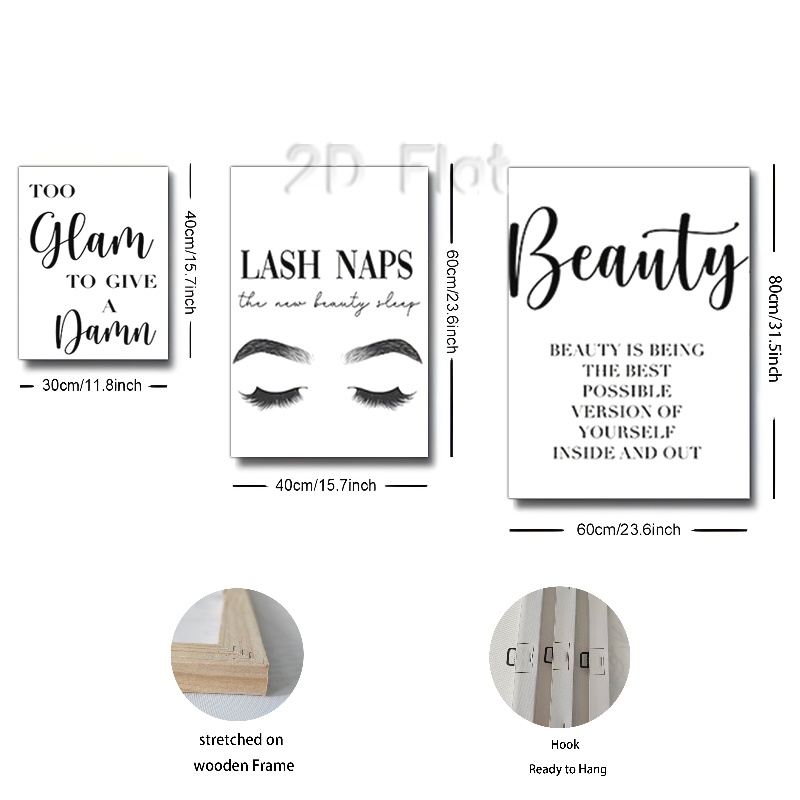 2D Flat
TOO
Glam
TO GIVE
A
Damn
40cm/15.7inch
30cm/11.8inch
LASH NAPS
the new beauty sleep
60cm/23.6inch
40cm/15.7inch
Beauty
BEAUTY IS BEING
THE BEST
POSSIBLE
VERSION OF
YOURSELF
INSIDE AND OUT
80cm/31.5inch
60cm/23.6inch
stretched on
wooden Frame
Hook
Ready to Hang